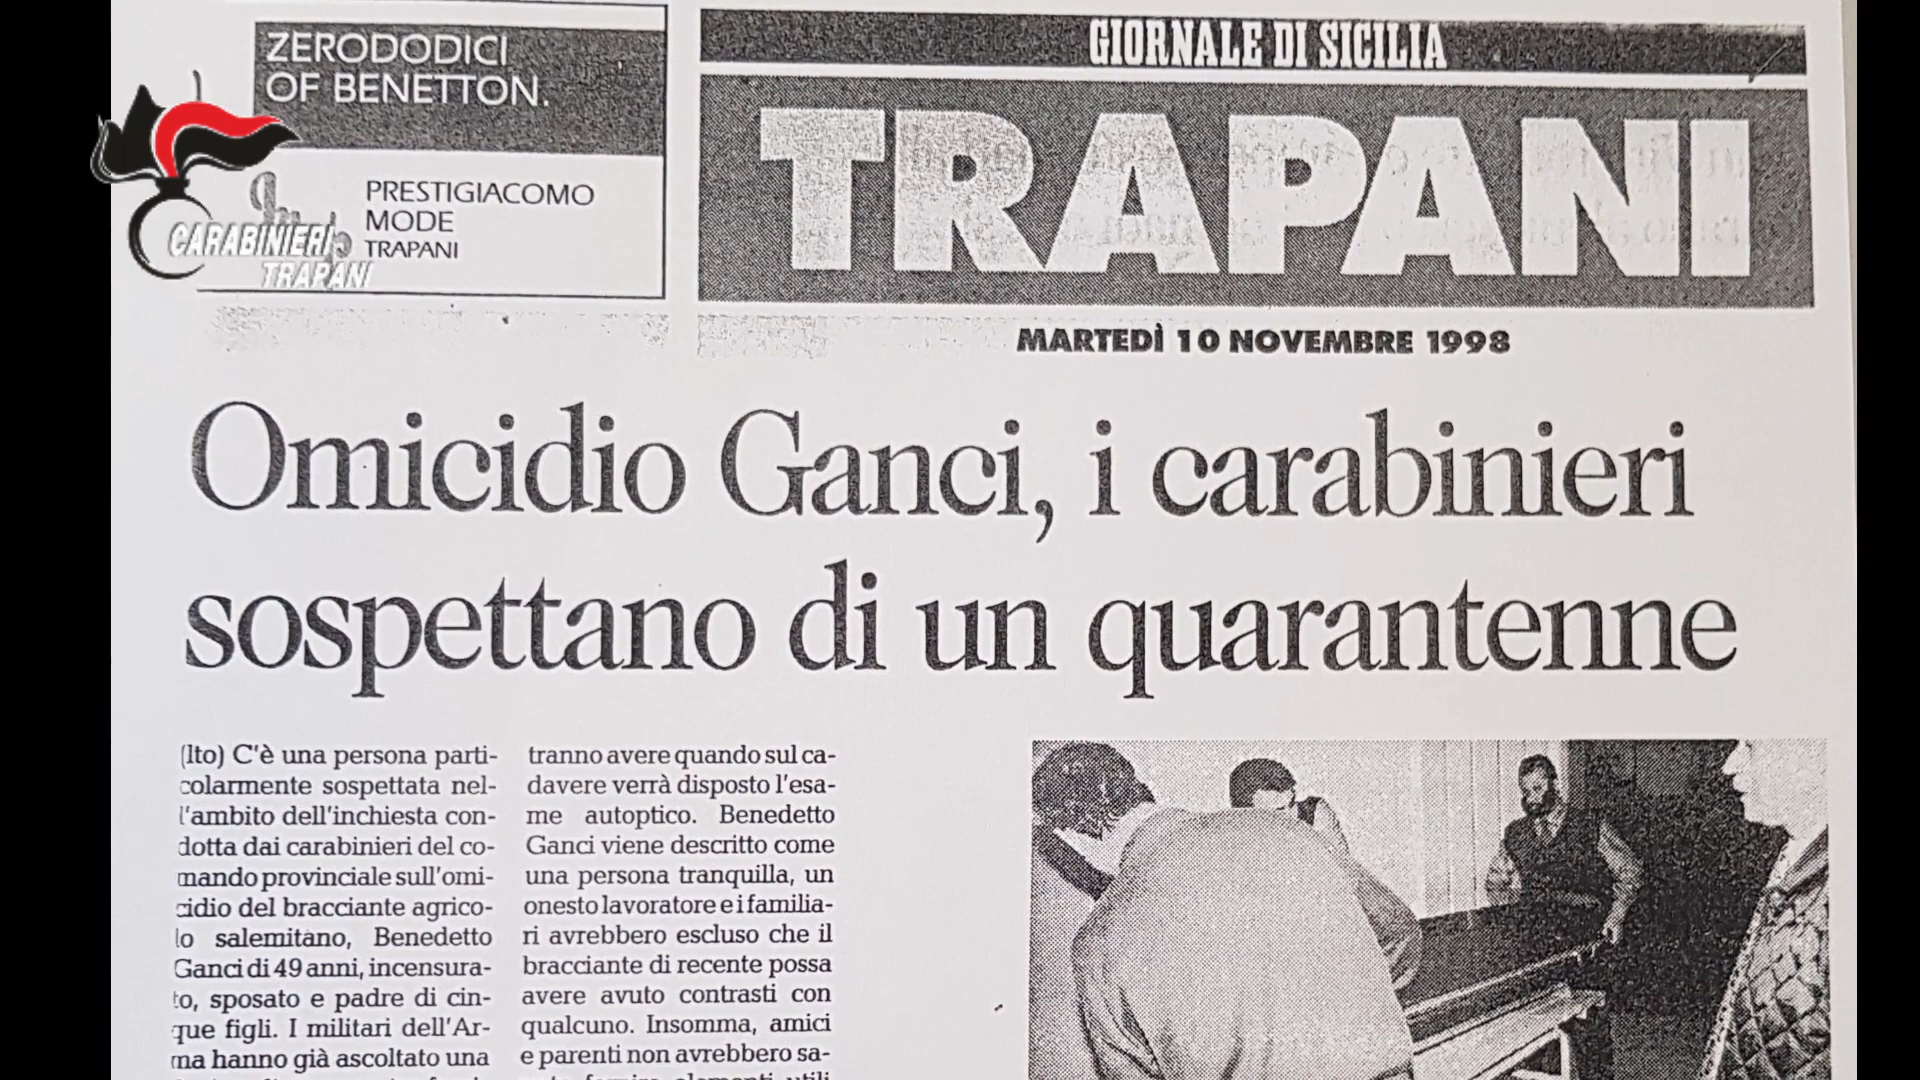 ZERODODICI
OF BENETTON.
PRESTIGIACOMO
MODE
TRAPANI
CARABINIERI
TRAPANI
GIORNALE DI SICILIA
TRAPANI
MARTEDÌ 10 NOVEMBRE 1998
Omicidio Ganci, i carabinieri
sospettano di un quarantenne
(lto) C'è una persona parti-
colarmente sospettata nel-
l'ambito dell'inchiesta con-
dotta dai carabinieri del co-
mando provinciale sull'omi-
cidio del bracciante agrico-
lo salemitano, Benedetto
Ganci di 49 anni, incensura-
to, sposato e padre di cin-
que figli. I militari dell'Ar-
ma hanno già ascoltato una
tranno avere quando sul ca-
davere verrà disposto l'esa-
me autoptico. Benedetto
Ganci viene descritto come
una persona tranquilla, un
onesto lavoratore e i familia-
ri avrebbero escluso che il
bracciante di recente possa
avere avuto contrasti con
qualcuno. Insomma, amici
e parenti non avrebbero sa-